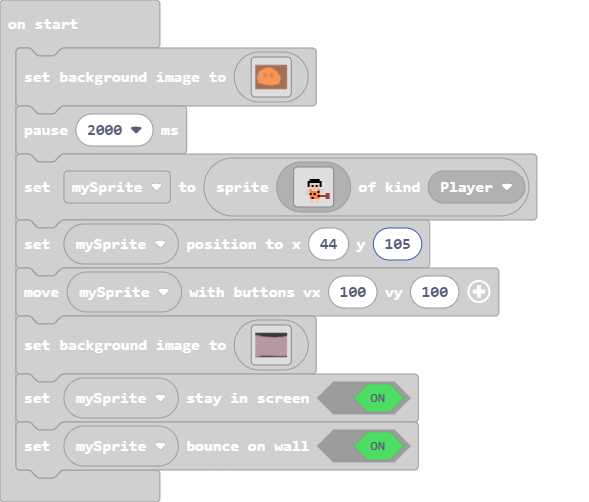 on start
set background image to
pause 2000 ms
set mySprite to sprite of kind Player
set mySprite position to x 44 y 105
move mySprite with buttons vx 100 vy 100
set background image to
set mySprite stay in screen ON
set mySprite bounce on wall ON